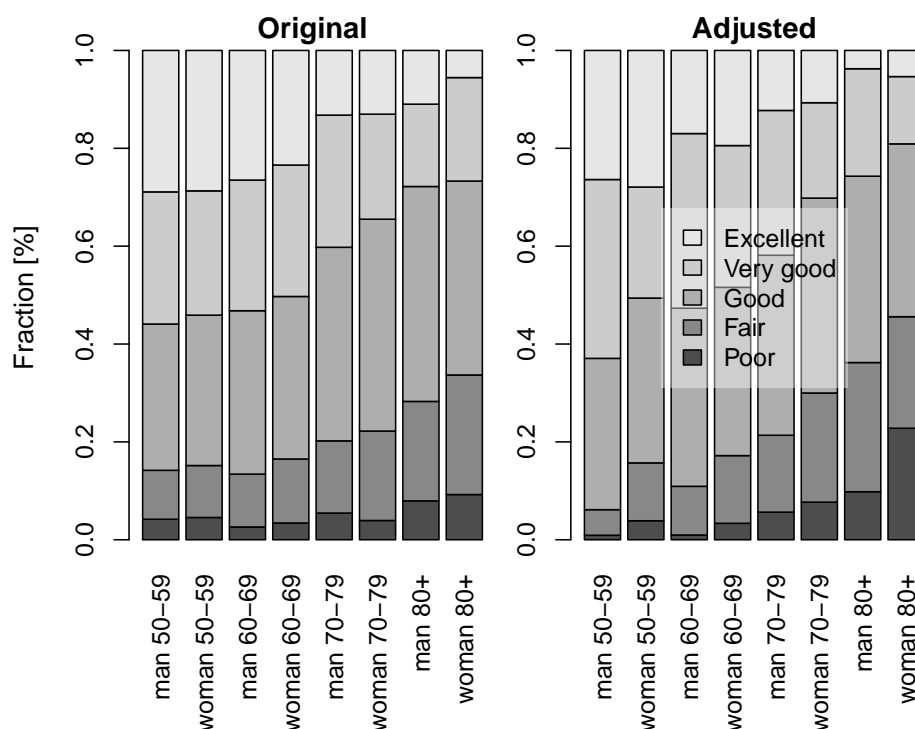 Original
Fraction [%]
0.0
0.2
0.4
0.6
0.8
1.0
man 50−59
woman 50−59
man 60−69
woman 60−69
man 70−79
woman 70−79
man 80+
woman 80+
Adjusted
0.0
0.2
0.4
0.6
0.8
1.0
Excellent
Very good
Good
Fair
Poor
man 50−59
woman 50−59
man 60−69
woman 60−69
man 70−79
woman 70−79
man 80+
woman 80+